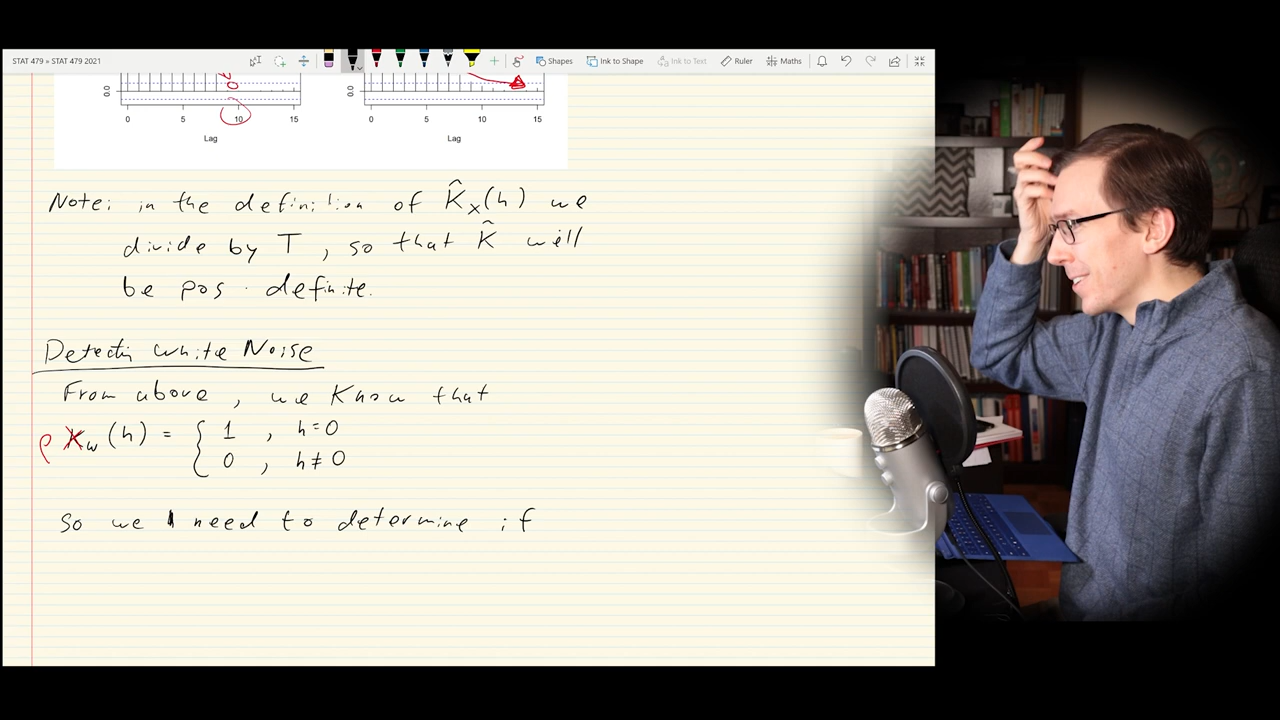 STAT 479 » STAT 479 2021
Shapes
Ink to Shape
Ink to Text
Ruler
Maths
0.0
0.0
0 5 10 15
0 5 10 15
Lag
Lag
Note: in the definition of K̂ₓ(h) we
divide by T , so that K̂ will
be pos. definite.
Detectin White Noise
From above , we know that
ρ K_w (h) = { 1 , h=0
0 , h≠0
So we need to determine if